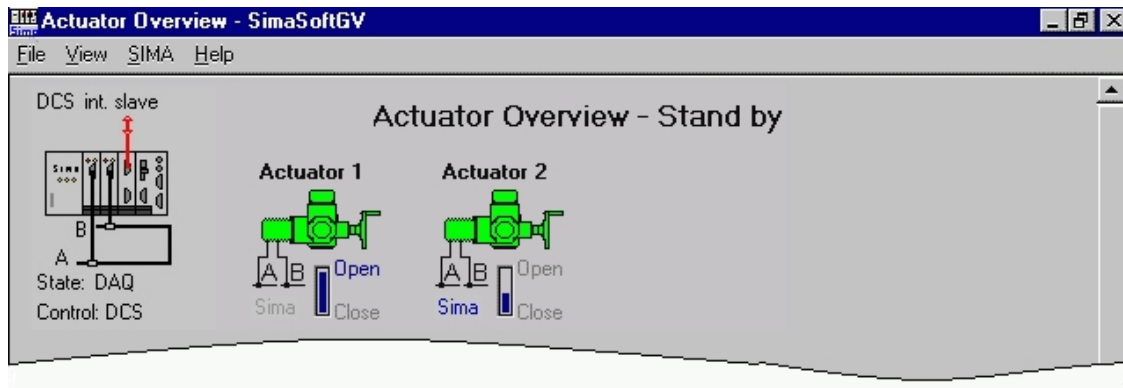 Actuator Overview - SimaSoftGV
File View SIMA Help
DCS int. slave
Actuator Overview - Stand by
Sima
Actuator 1 Actuator 2
B
A
State: DAQ
Control: DCS
A B Open
Sima Close
A B Open
Sima Close